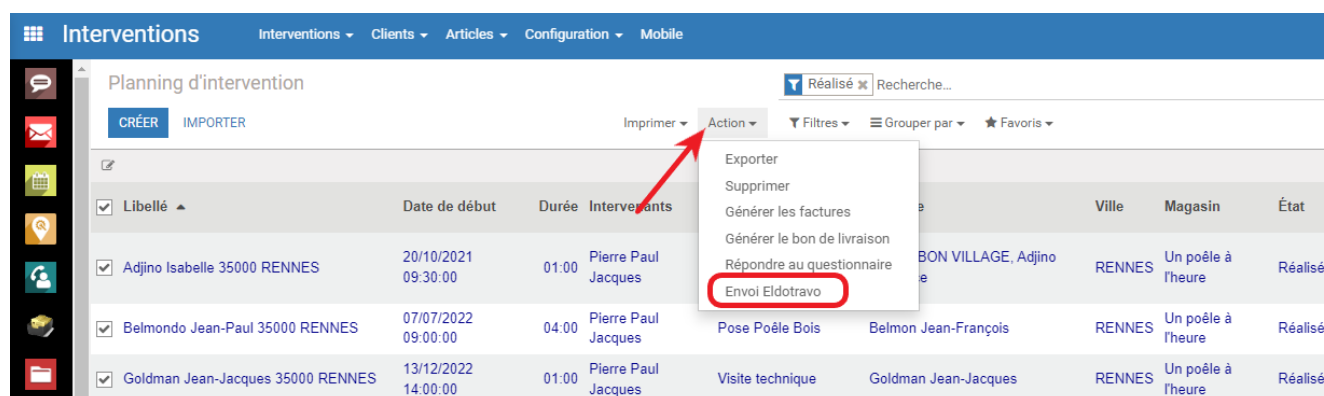 Interventions Interventions Clients Articles Configuration Mobile
Planning d'intervention Réalisé Recherche...
CRÉER IMPORTER Imprimer Action Filtres Grouper par Favoris
Exporter
Supprimer
Générer les factures
Générer le bon de livraison
Répondre au questionnaire
Envoi Eldotravo
Libellé Date de début Durée Intervenants e Ville Magasin État
Adjino Isabelle 35000 RENNES 20/10/2021 09:30:00 01:00 Pierre Paul Jacques BON VILLAGE, Adjino e RENNES Un poêle à l'heure Réalisé
Belmondo Jean-Paul 35000 RENNES 07/07/2022 09:00:00 04:00 Pierre Paul Jacques Pose Poêle Bois Belmon Jean-François RENNES Un poêle à l'heure Réalisé
Goldman Jean-Jacques 35000 RENNES 13/12/2022 14:00:00 01:00 Pierre Paul Jacques Visite technique Goldman Jean-Jacques RENNES Un poêle à l'heure Réalisé